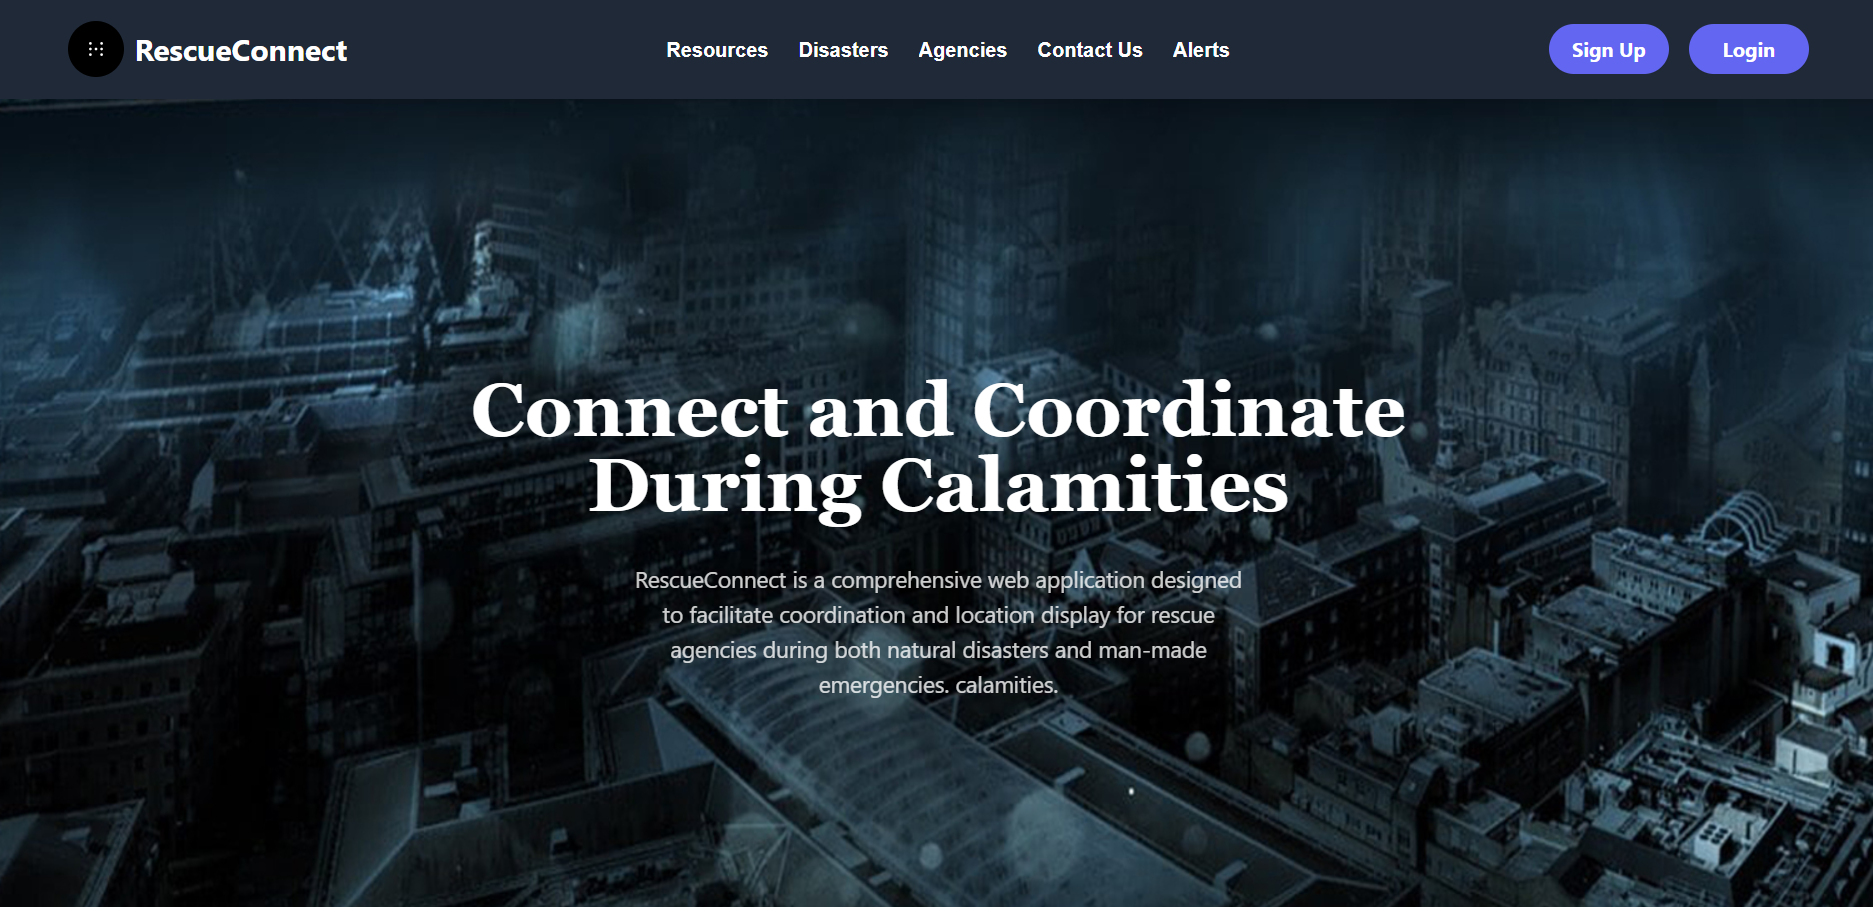 RescueConnect
Resources Disasters Agencies Contact Us Alerts
Sign Up Login
Connect and Coordinate
During Calamities
RescueConnect is a comprehensive web application designed
to facilitate coordination and location display for rescue
agencies during both natural disasters and man-made
emergencies. calamities.